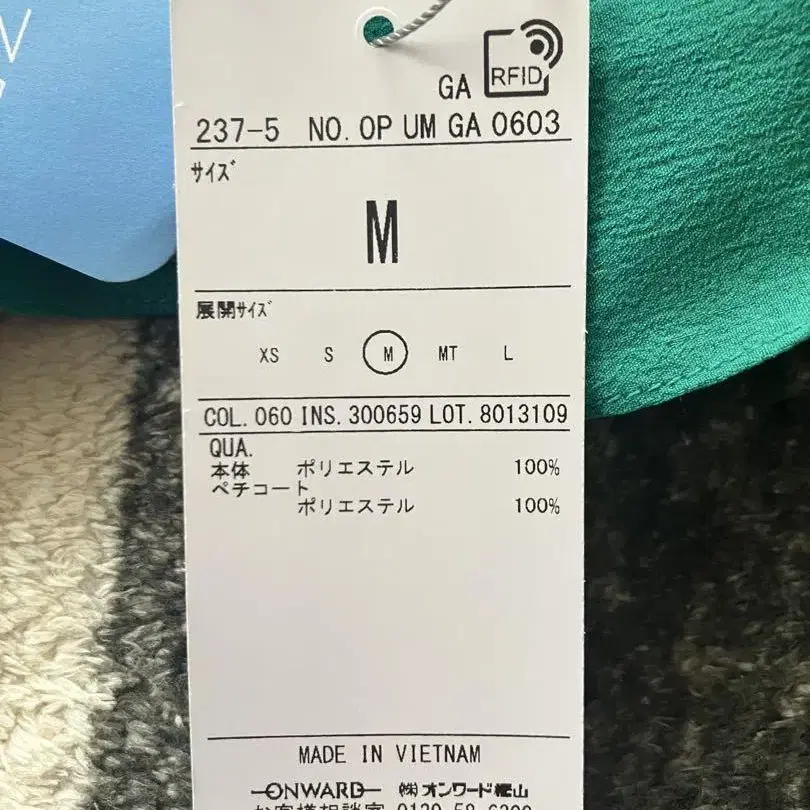 GA RFID
237-5 NO. OP UM GA 0603
サイズ
M
展開サイズ
XS S M MT L
COL. 060 INS. 300659 LOT. 8013109
QUA.
本体 ポリエステル 100%
ペチコート
ポリエステル 100%
MADE IN VIETNAM
ONWARD ㈱オンワード樫山